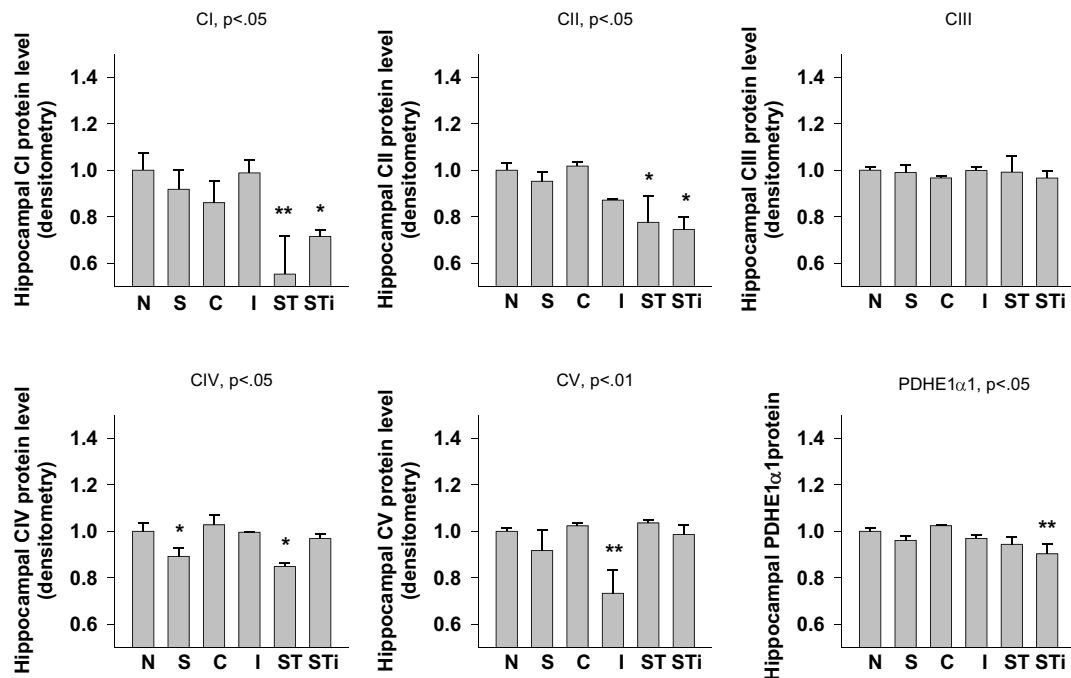 CI, p<.05
Hippocampal CI protein level
(densitometry)
1.4
1.2
1.0
0.8
0.6
**
*
N S C I ST STi
CII, p<.05
Hippocampal CII protein level
(densitometry)
1.4
1.2
1.0
0.8
0.6
*
*
N S C I ST STi
CIII
Hippocampal CIII protein level
(densitometry)
1.4
1.2
1.0
0.8
0.6
N S C I ST STi
CIV, p<.05
Hippocampal CIV protein level
(densitometry)
1.4
1.2
1.0
0.8
0.6
*
*
N S C I ST STi
CV, p<.01
Hippocampal CV protein level
(densitometry)
1.4
1.2
1.0
0.8
0.6
**
N S C I ST STi
PDHE1α1, p<.05
Hippocampal PDHE1α1protein
1.4
1.2
1.0
0.8
0.6
**
N S C I ST STi